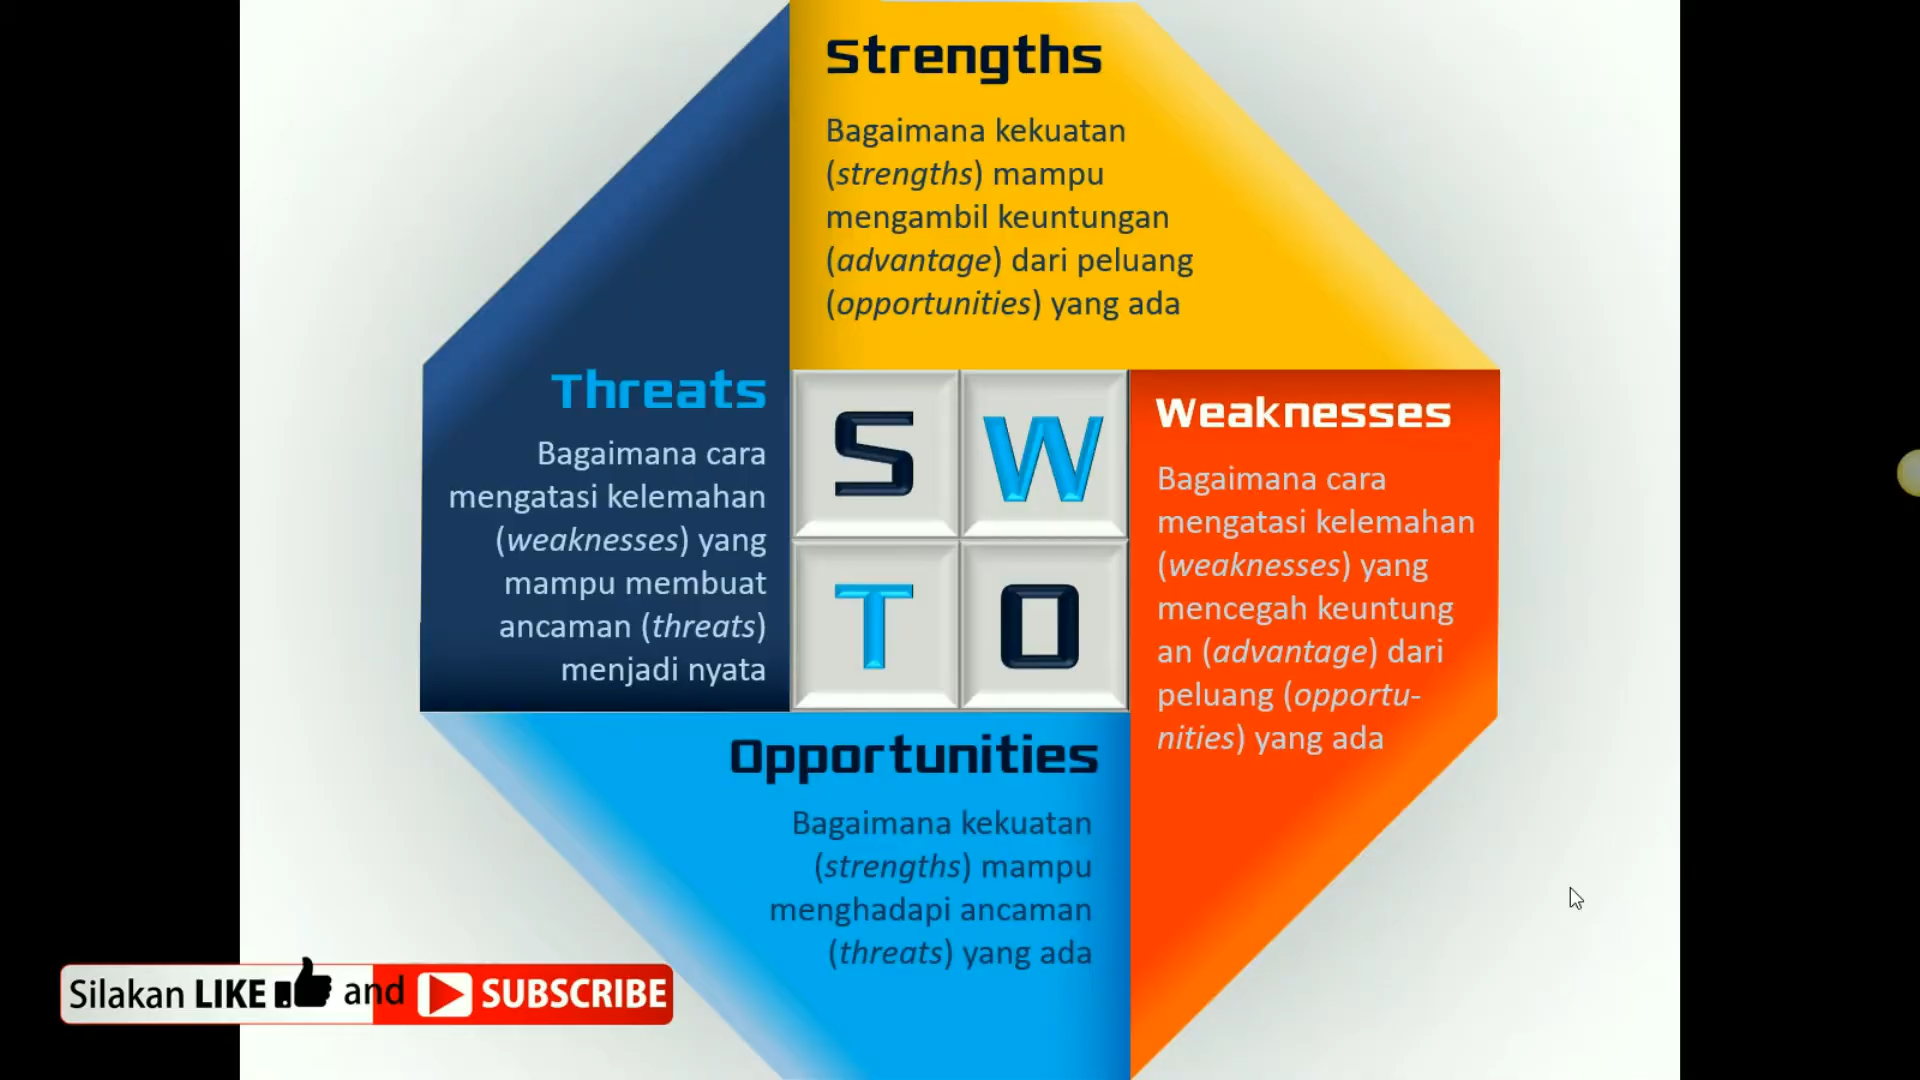 Strengths
Bagaimana kekuatan
(strengths) mampu
mengambil keuntungan
(advantage) dari peluang
(opportunities) yang ada
Threats
Bagaimana cara
mengatasi kelemahan
(weaknesses) yang
mampu membuat
ancaman (threats)
menjadi nyata
S W
T O
Weaknesses
Bagaimana cara
mengatasi kelemahan
(weaknesses) yang
mencegah keuntung
an (advantage) dari
peluang (opportu-
nities) yang ada
Opportunities
Bagaimana kekuatan
(strengths) mampu
menghadapi ancaman
(threats) yang ada
Silakan LIKE and SUBSCRIBE